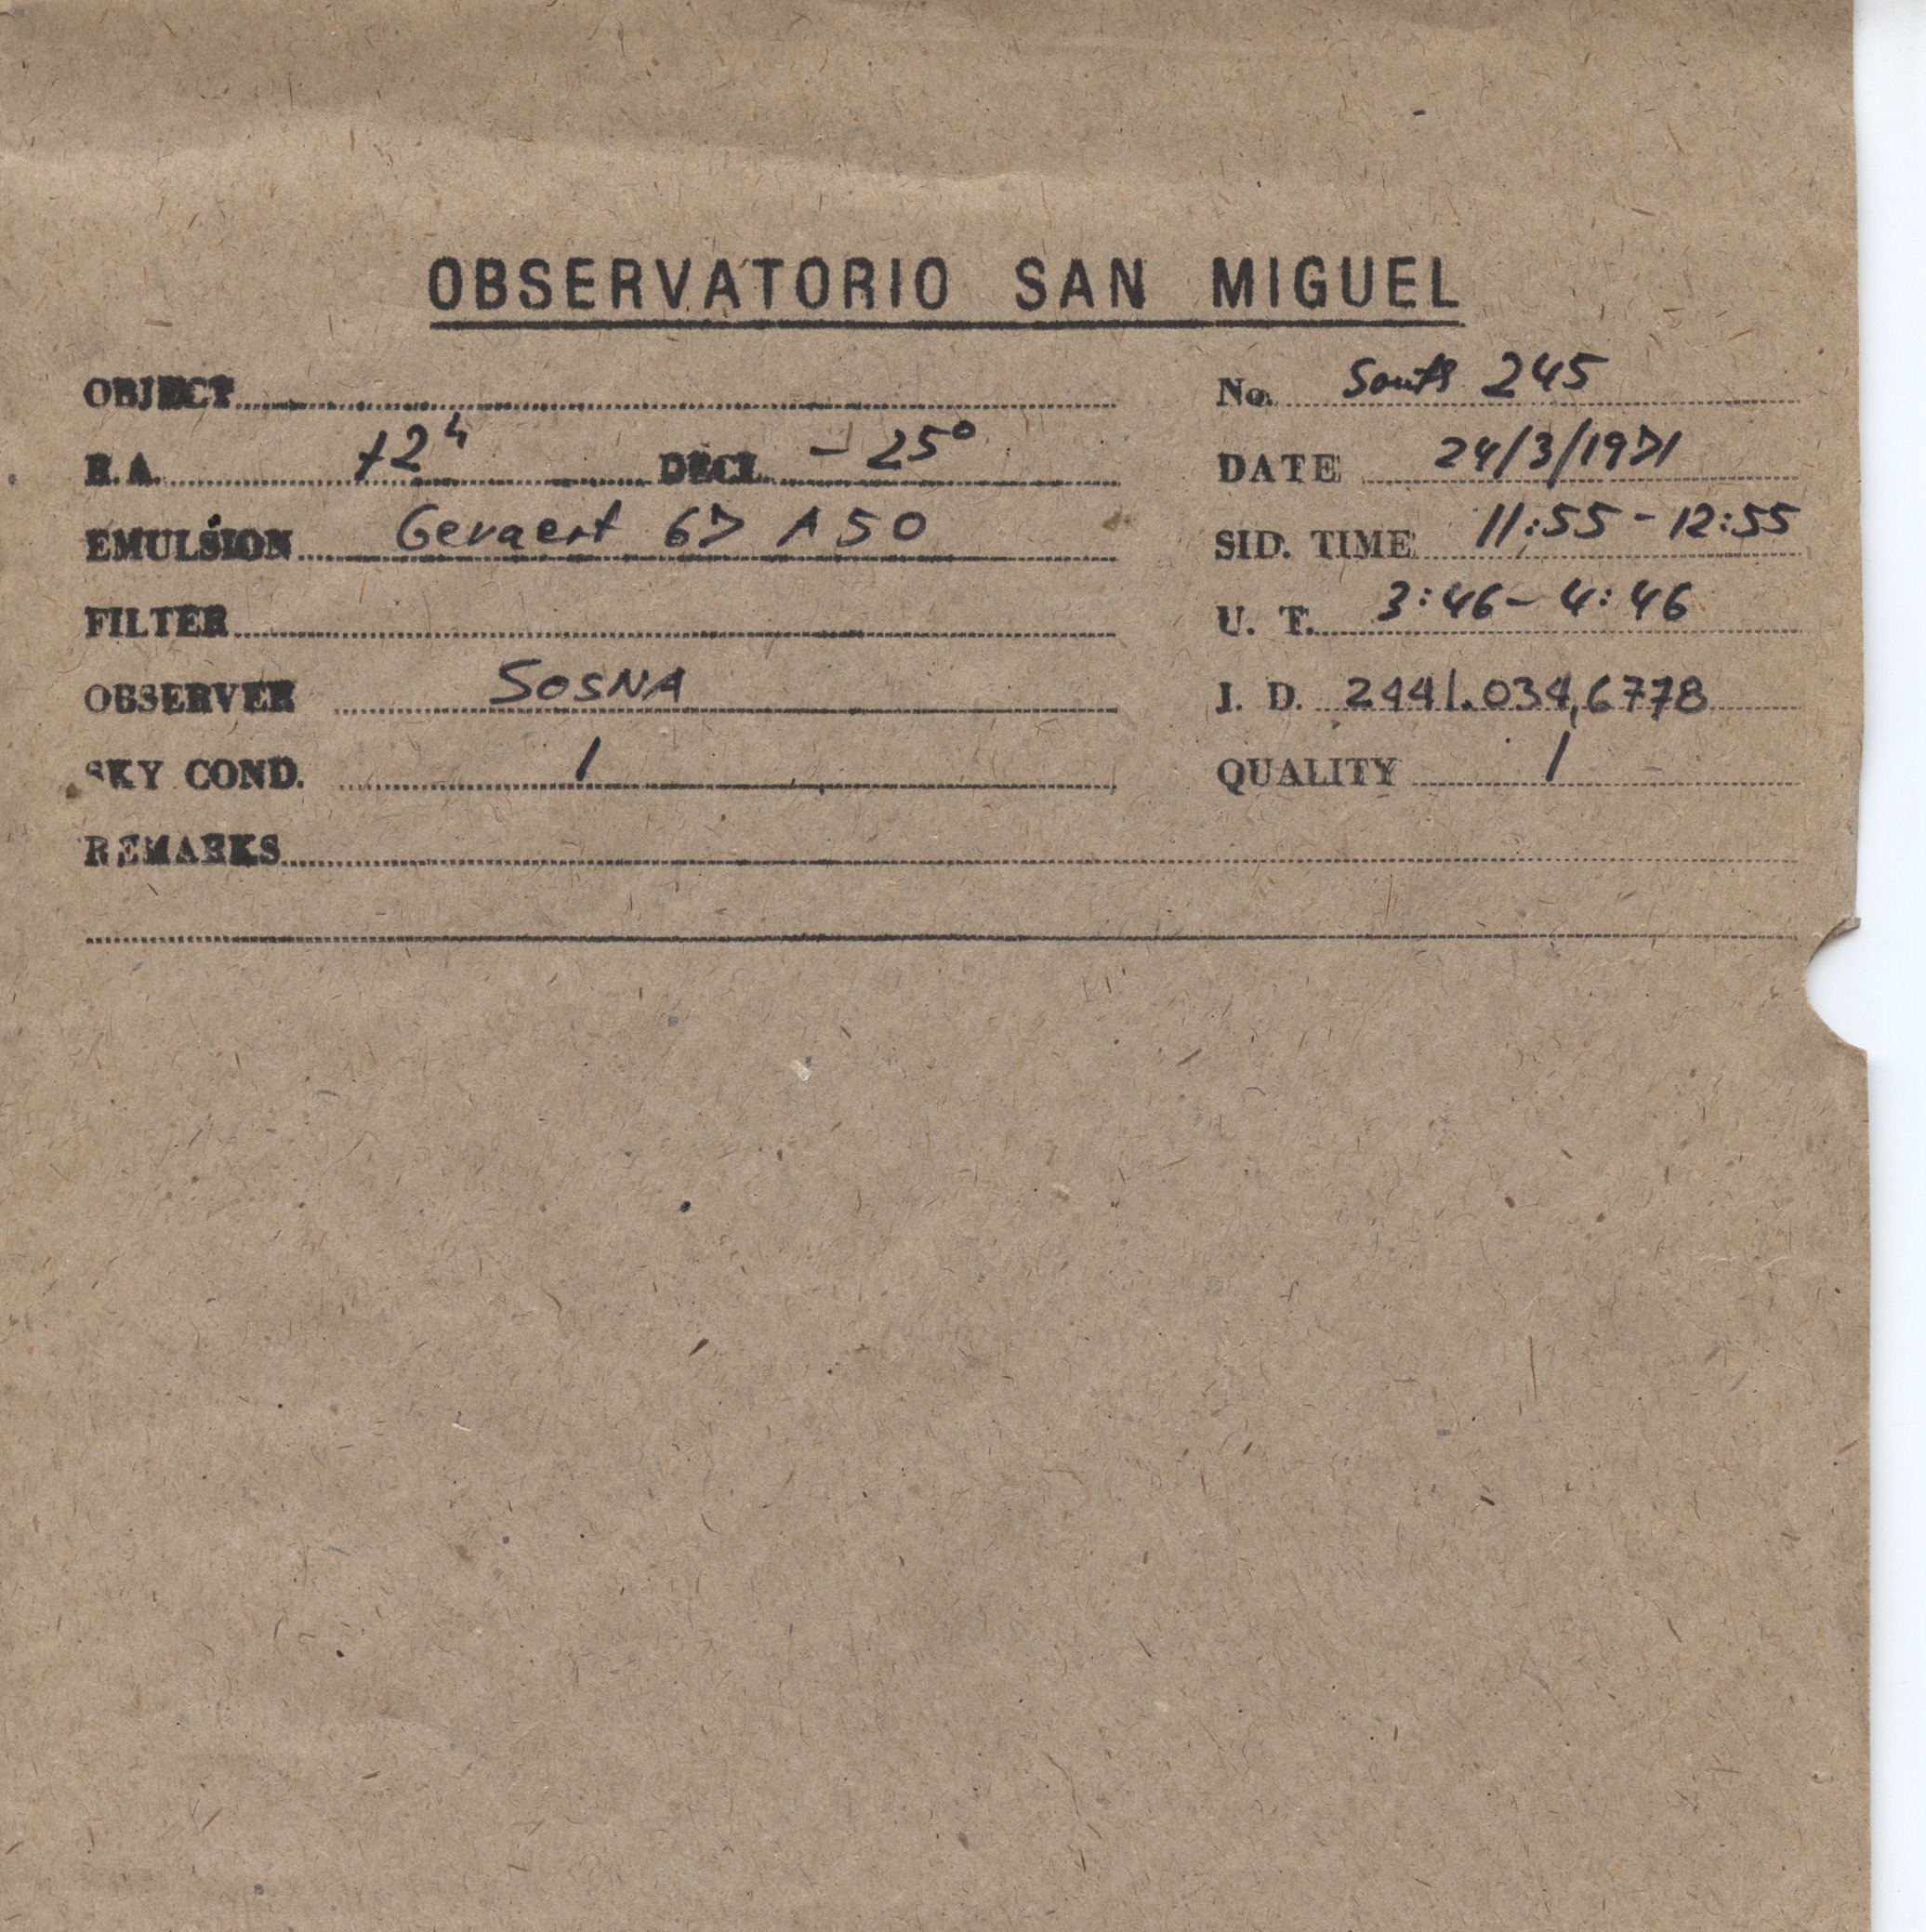 OBSERVATORIO SAN MIGUEL
OBJECT
No. South 245
R.A. 12h DECL. - 25°
DATE 24/3/1971
EMULSION Gevaert 67 A 50
SID. TIME 11:55 - 12:55
FILTER
U. T. 3:46 - 4:46
OBSERVER SOSNA
J. D. 2441.034,6778
SKY COND. 1
QUALITY 1
REMARKS